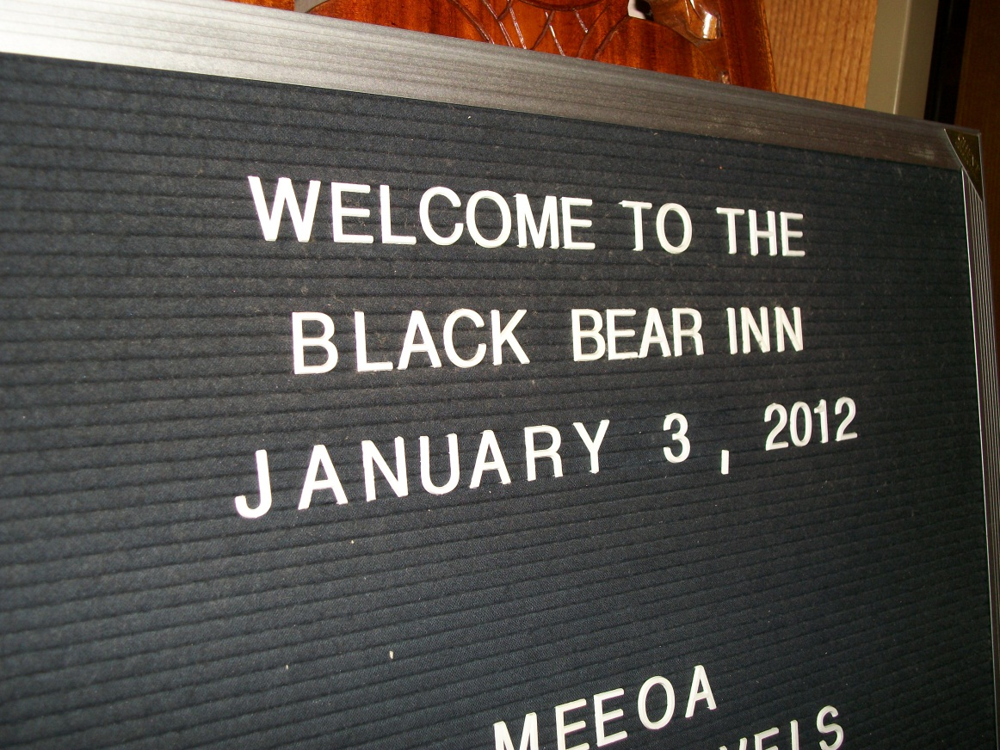 WELCOME TO THE
BLACK BEAR INN
JANUARY 3, 2012
MEEOA